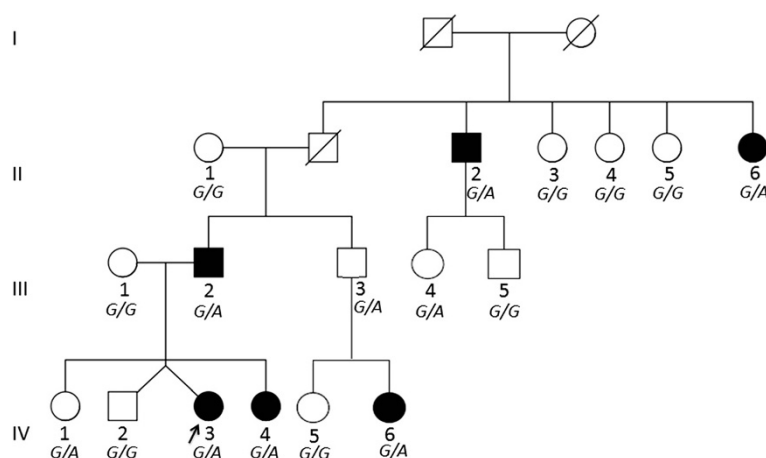 I
II
1 2 3 4 5 6
G/G G/A G/G G/G G/G G/A
III
1 2 3 4 5
G/G G/A G/A G/A G/G
IV
1 2 3 4 5 6
G/A G/G G/A G/A G/G G/A